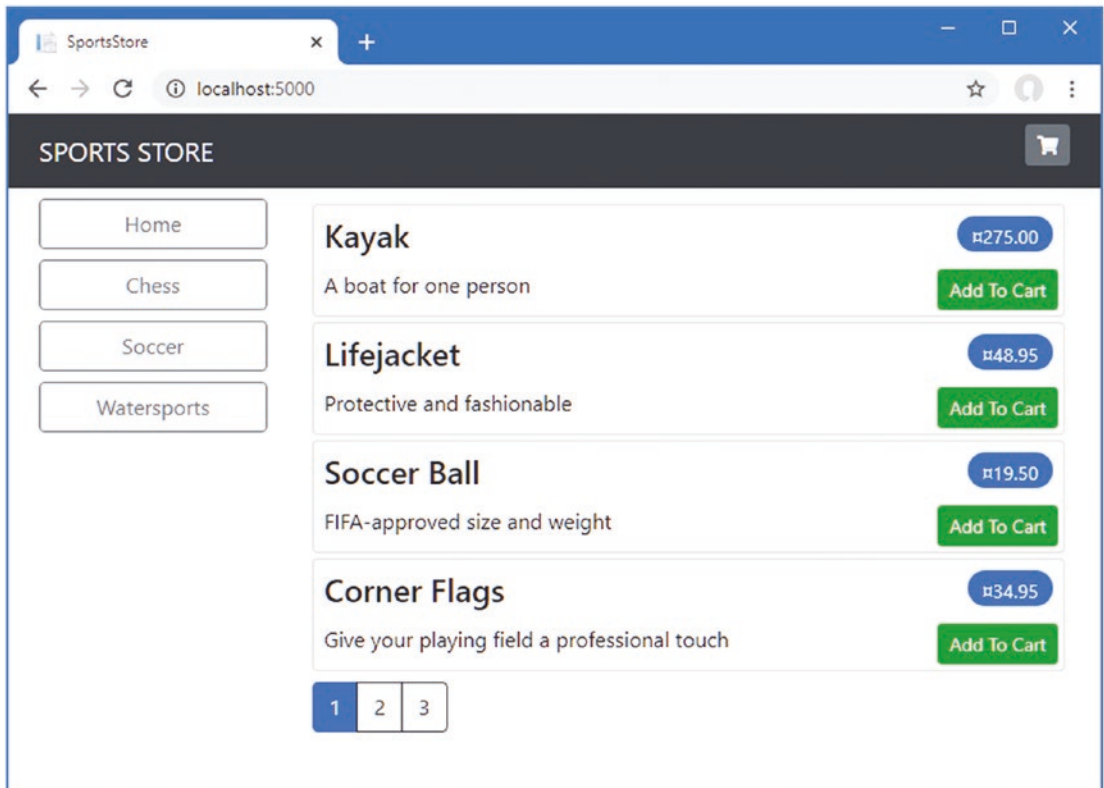 SportsStore
localhost:5000
SPORTS STORE
Home
Chess
Soccer
Watersports
Kayak
¤275.00
A boat for one person
Add To Cart
Lifejacket
¤48.95
Protective and fashionable
Add To Cart
Soccer Ball
¤19.50
FIFA-approved size and weight
Add To Cart
Corner Flags
¤34.95
Give your playing field a professional touch
Add To Cart
1 2 3